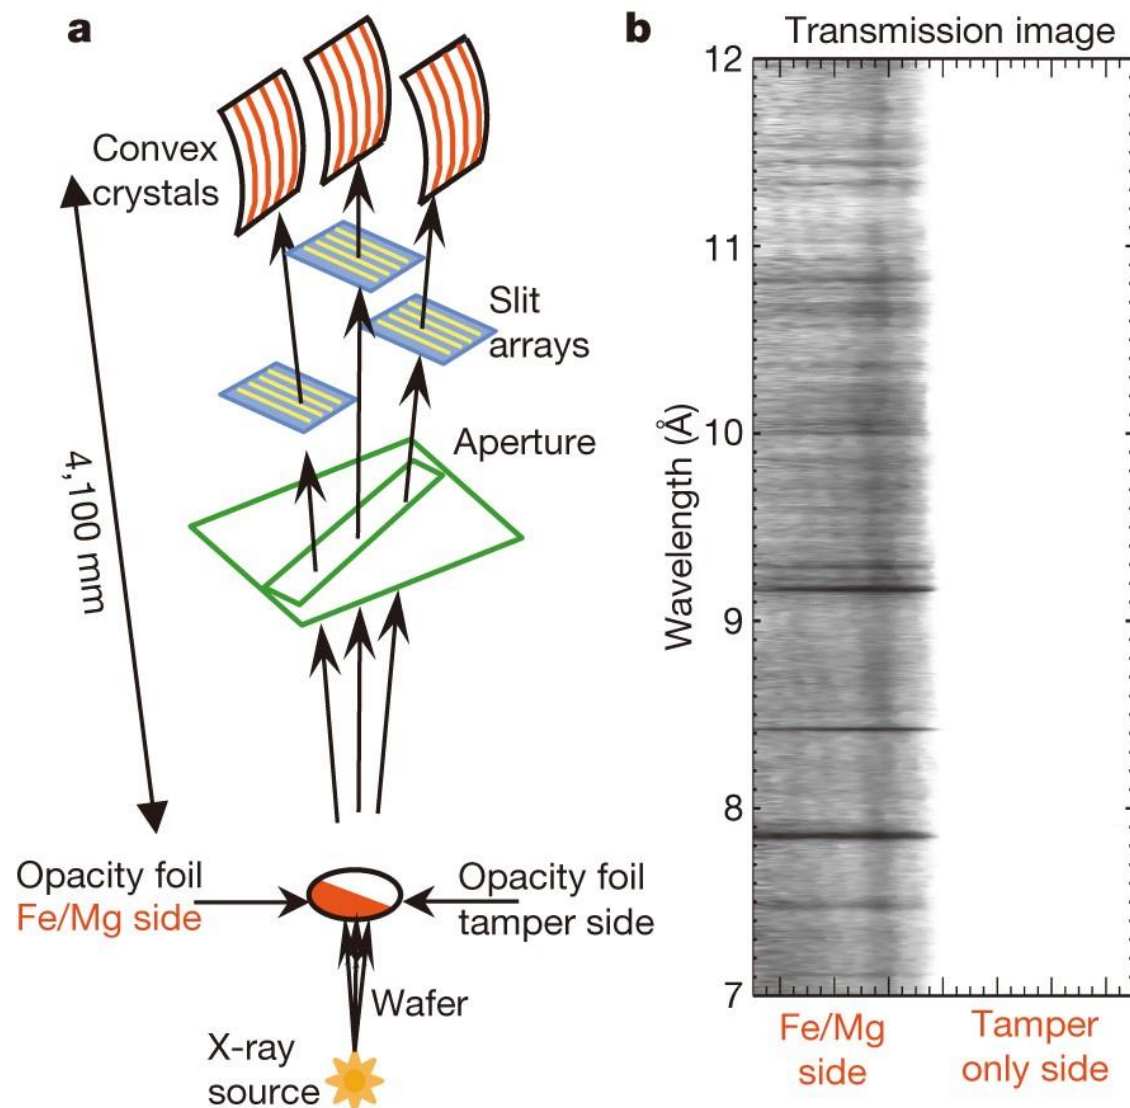 a
Convex
crystals
Slit
arrays
Aperture
4,100 mm
Opacity foil
Fe/Mg side
Opacity foil
tamper side
Wafer
X-ray
source
b
Transmission image
Wavelength (Å)
12
11
10
9
8
7
Fe/Mg
side
Tamper
only side